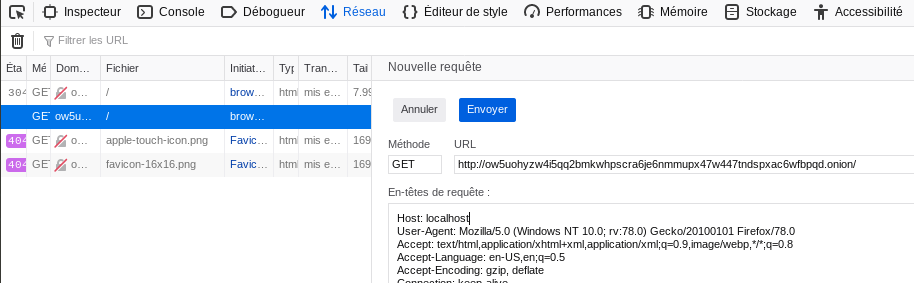 Inspecteur Console Débogueur Réseau Éditeur de style Performances Mémoire Stockage Accessibilité
Filtrer les URL
Éta Mé Dom… Fichier Initiat… Typ Tran… Tai
Nouvelle requête
304 GET o… / brow… html mis e… 7.99
GET ow5u… / brow…
404 GET o… apple-touch-icon.png Favic… html mis e… 169
404 GET o… favicon-16x16.png Favic… html mis e… 169
Annuler Envoyer
Méthode URL
GET http://ow5uohyzw4i5qq2bmkwhpscra6je6nmmupx47w447tndspxac6wfbpqd.onion/
En-têtes de requête :
Host: localhost
User-Agent: Mozilla/5.0 (Windows NT 10.0; rv:78.0) Gecko/20100101 Firefox/78.0
Accept: text/html,application/xhtml+xml,application/xml;q=0.9,image/webp,*/*;q=0.8
Accept-Language: en-US,en;q=0.5
Accept-Encoding: gzip, deflate
Connection: keep-alive